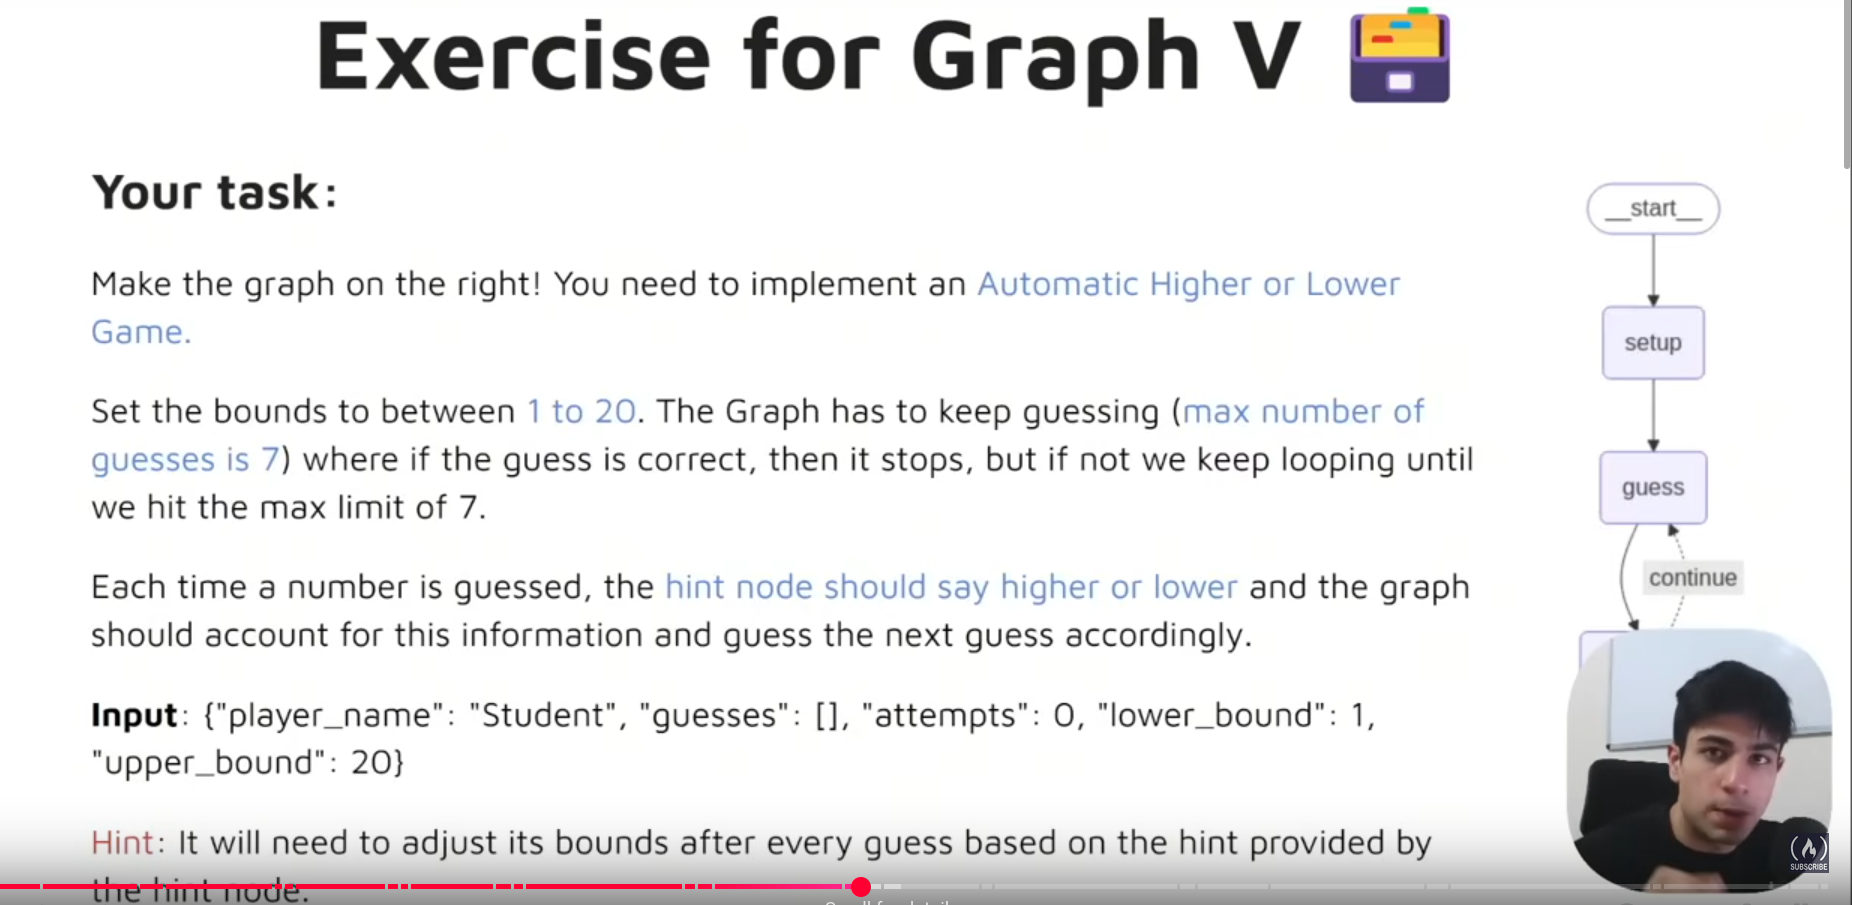 Exercise for Graph V
Your task:
Make the graph on the right! You need to implement an Automatic Higher or Lower
Game.
Set the bounds to between 1 to 20. The Graph has to keep guessing (max number of
guesses is 7) where if the guess is correct, then it stops, but if not we keep looping until
we hit the max limit of 7.
Each time a number is guessed, the hint node should say higher or lower and the graph
should account for this information and guess the next guess accordingly.
Input: {"player_name": "Student", "guesses": [], "attempts": 0, "lower_bound": 1,
"upper_bound": 20}
Hint: It will need to adjust its bounds after every guess based on the hint provided by
the hint node.
__start__
setup
guess
continue
SUBSCRIBE